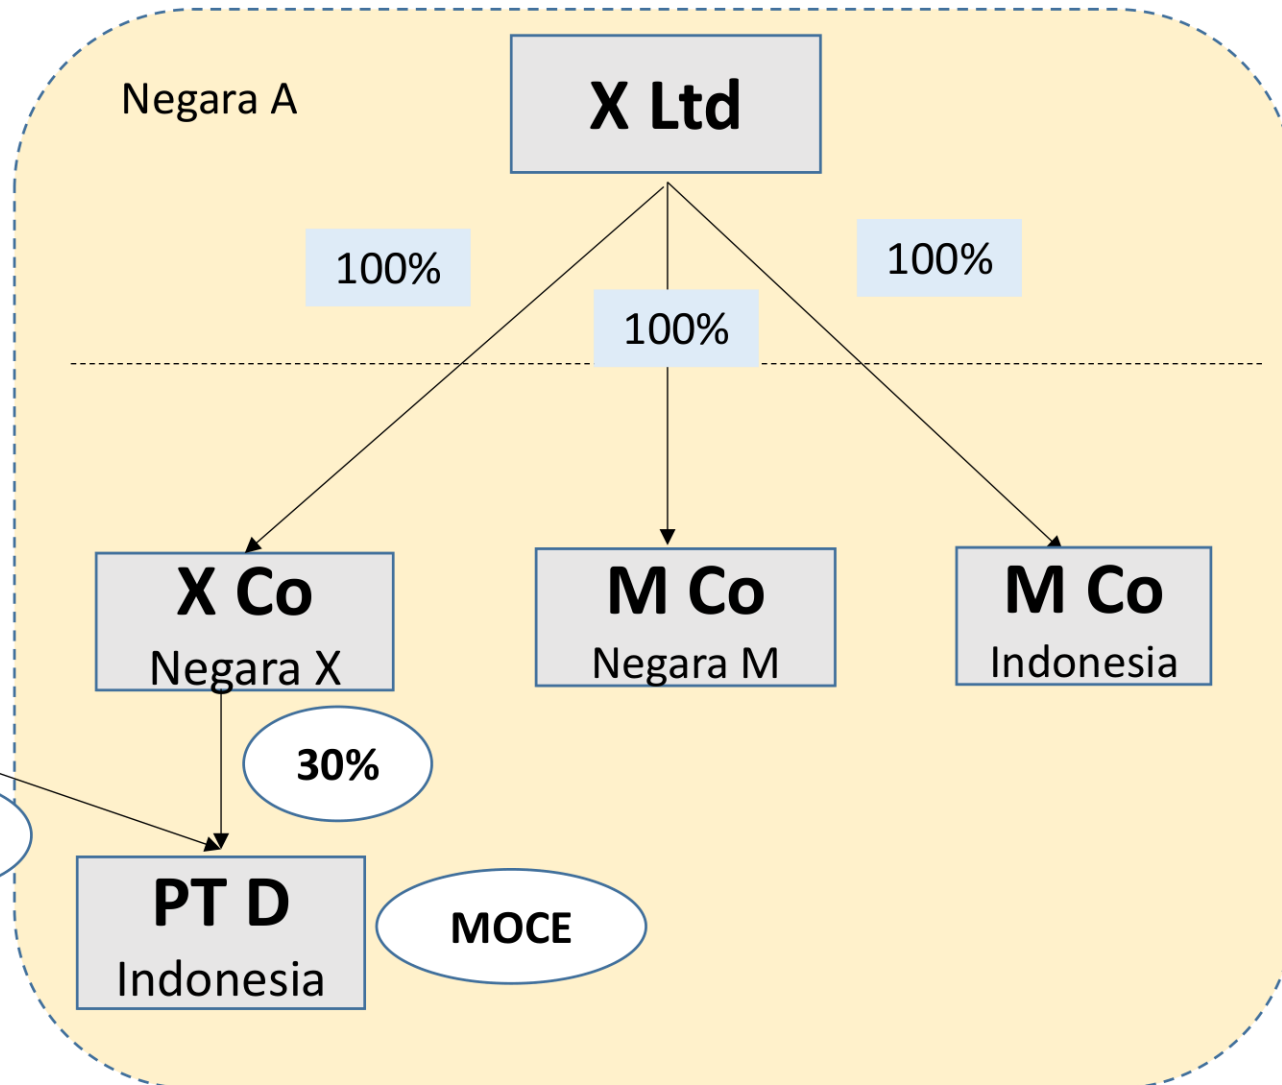 Negara A
X Ltd
100%
100%
100%
X Co
Negara X
M Co
Negara M
M Co
Indonesia
30%
PT D
Indonesia
MOCE